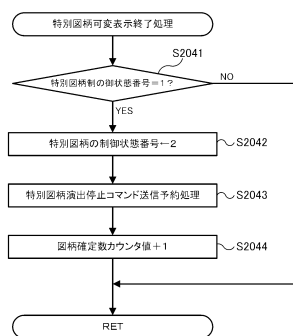 特別図柄可変表示終了処理
S2041
特別図柄制の御状態番号=1?
NO
YES
特別図柄の制御状態番号←2
S2042
特別図柄演出停止コマンド送信予約処理
S2043
図柄確定数カウンタ値+1
S2044
RET